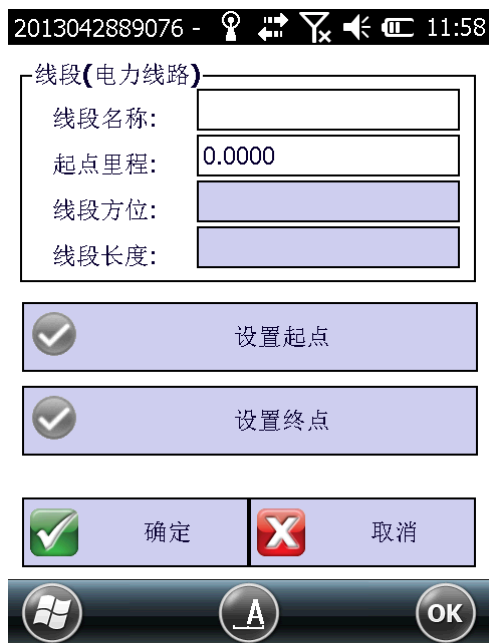 2013042889076 - 11:58
线段(电力线路)
线段名称:
起点里程: 0.0000
线段方位:
线段长度:
设置起点
设置终点
确定 取消
A OK